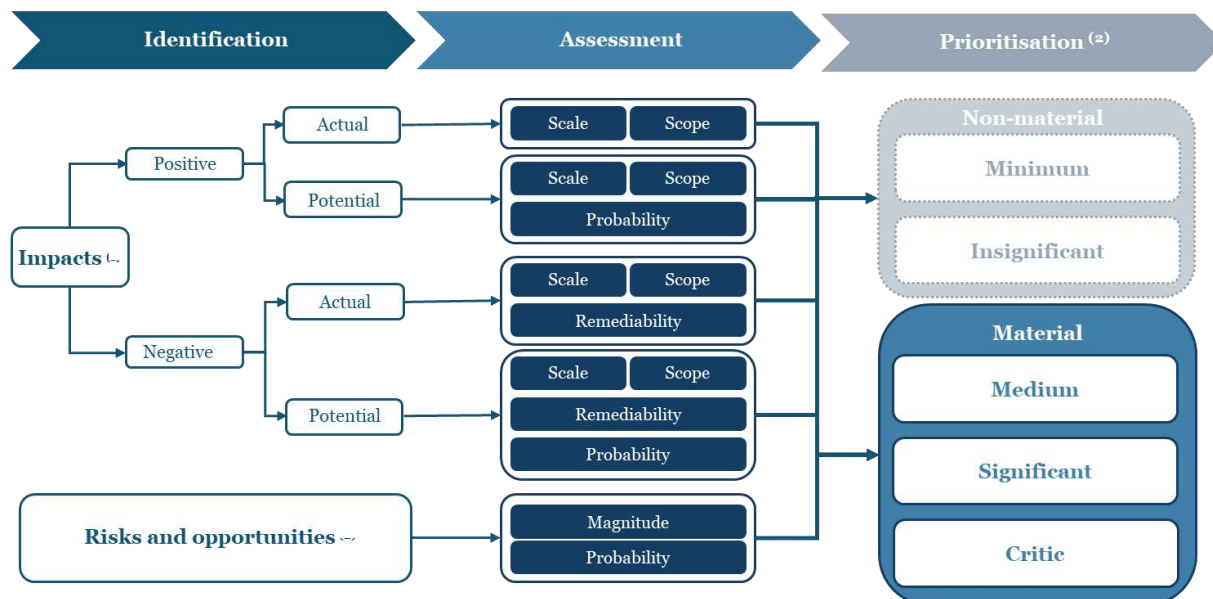 Identification
Assessment
Prioritisation (2)
Actual
Scale Scope
Non-material
Positive
Minimum
Potential
Scale Scope
Probability
Insignificant
Impacts
Actual
Scale Scope
Remediability
Negative
Material
Medium
Potential
Scale Scope
Remediability
Probability
Significant
Risks and opportunities
Magnitude
Probability
Critic